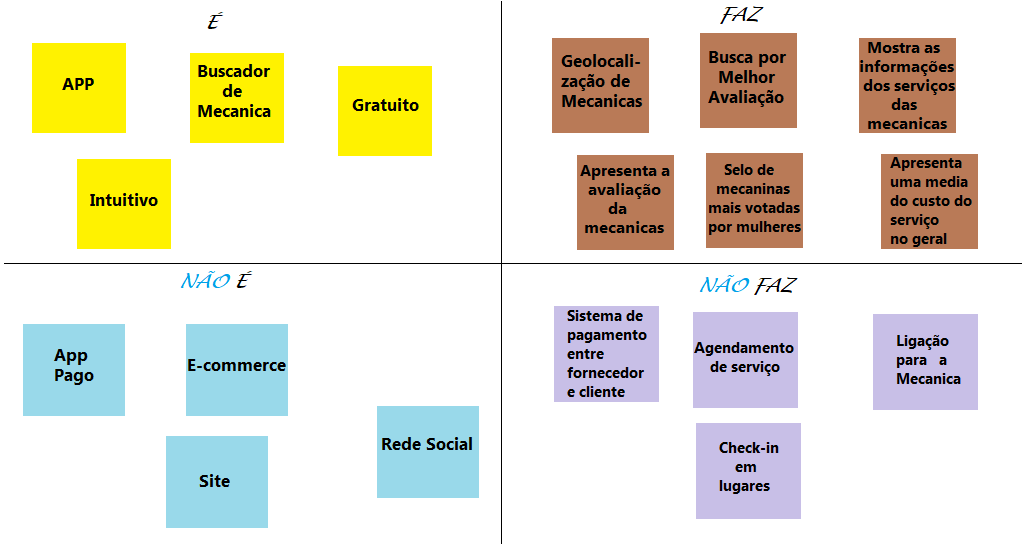 É
APP
Buscador
de
Mecanica
Gratuito
Intuitivo
FAZ
Geolocali-
zação de
Mecanicas
Busca por
Melhor
Avaliação
Mostra as
informações
dos serviços
das
mecanicas
Apresenta a
avaliação
da
mecanicas
Selo de
mecaninas
mais votadas
por mulheres
Apresenta
uma media
do custo do
serviço
no geral
NÃO É
App
Pago
E-commerce
Site
Rede Social
NÃO FAZ
Sistema de
pagamento
entre
fornecedor
e cliente
Agendamento
de serviço
Ligação
para a
Mecanica
Check-in
em
lugares